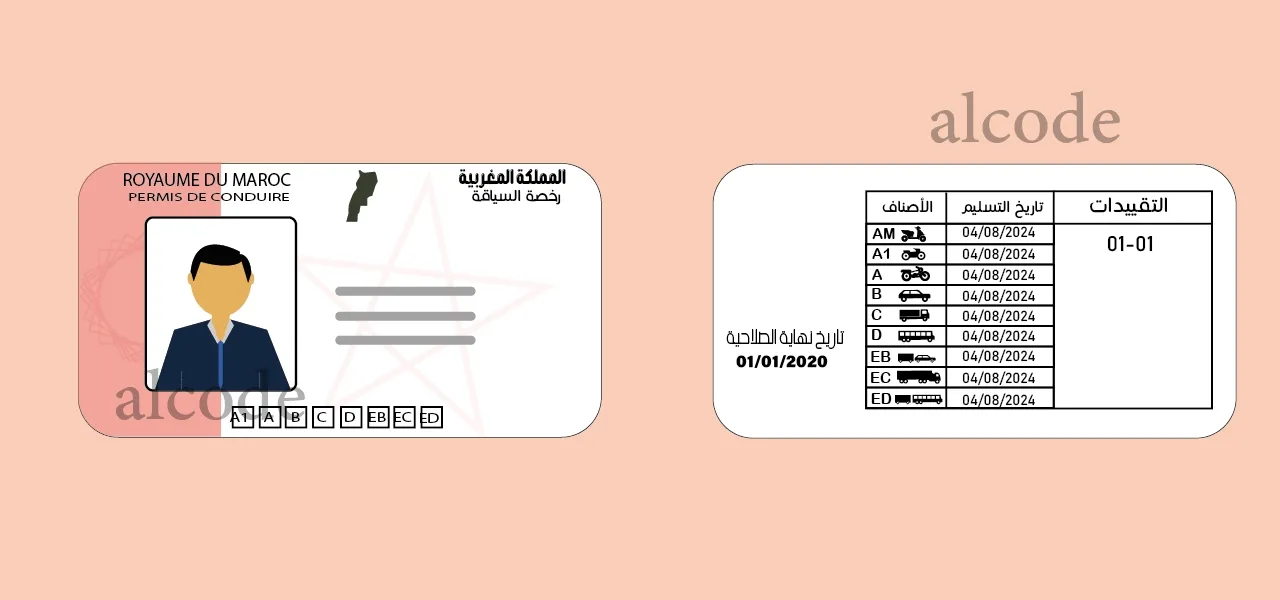 alcode
ROYAUME DU MAROC
PERMIS DE CONDUIRE
المملكة المغربية
رخصة السياقة
alcode
A1 A B C D EB EC ED
الأصناف تاريخ التسليم التقييدات
AM 04/08/2024 01-01
A1 04/08/2024
A 04/08/2024
B 04/08/2024
C 04/08/2024
D 04/08/2024
EB 04/08/2024
EC 04/08/2024
ED 04/08/2024
تاريخ نهاية الصلاحية
01/01/2020